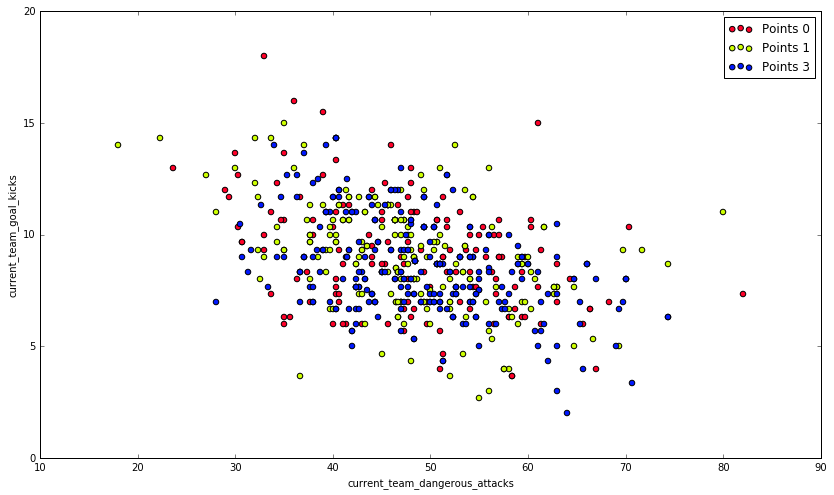 20
15
10
5
0
current_team_goal_kicks
Points 0
Points 1
Points 3
10 20 30 40 50 60 70 80 90
current_team_dangerous_attacks